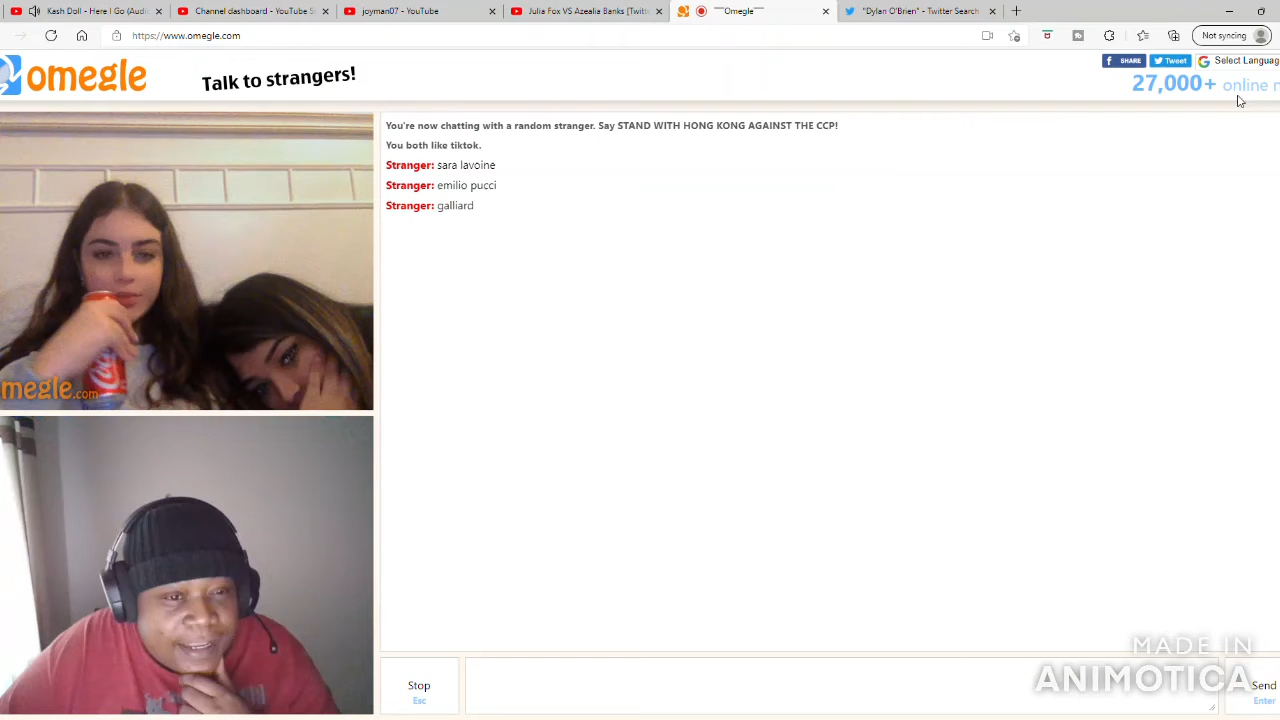 Kash Doll - Here I Go (Audio
Channel dashboard - YouTube S
joyman07 - YouTube
Julia Fox VS Azealia Banks [Twitt
"Omegle"
"Dylan O'Brien" - Twitter Search
https://www.omegle.com
Not syncing
omegle
Talk to strangers!
SHARE
Tweet
Select Languag
27,000+ online n
You're now chatting with a random stranger. Say STAND WITH HONG KONG AGAINST THE CCP!
You both like tiktok.
Stranger: sara lavoine
Stranger: emilio pucci
Stranger: galliard
megle.com
MADE IN
ANIMOTICA
Stop
Esc
Send
Enter